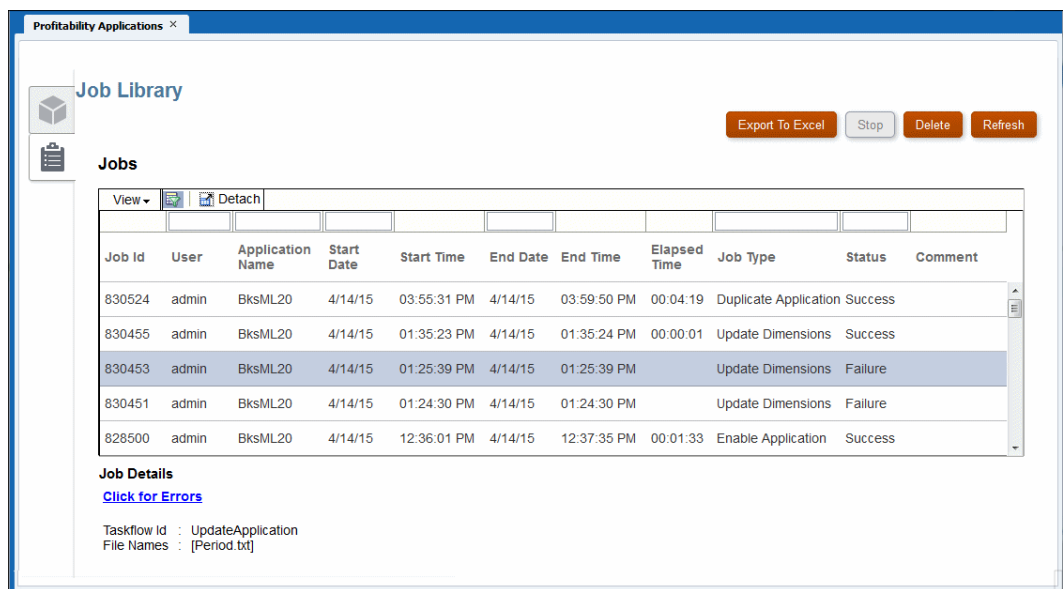 Profitability Applications ×
Job Library
Export To Excel Stop Delete Refresh
Jobs
View Detach
Job Id User Application Name Start Date Start Time End Date End Time Elapsed Time Job Type Status Comment
830524 admin BksML20 4/14/15 03:55:31 PM 4/14/15 03:59:50 PM 00:04:19 Duplicate Application Success
830455 admin BksML20 4/14/15 01:35:23 PM 4/14/15 01:35:24 PM 00:00:01 Update Dimensions Success
830453 admin BksML20 4/14/15 01:25:39 PM 4/14/15 01:25:39 PM Update Dimensions Failure
830451 admin BksML20 4/14/15 01:24:30 PM 4/14/15 01:24:30 PM Update Dimensions Failure
828500 admin BksML20 4/14/15 12:36:01 PM 4/14/15 12:37:35 PM 00:01:33 Enable Application Success
Job Details
Click for Errors
Taskflow Id : UpdateApplication
File Names : [Period.txt]